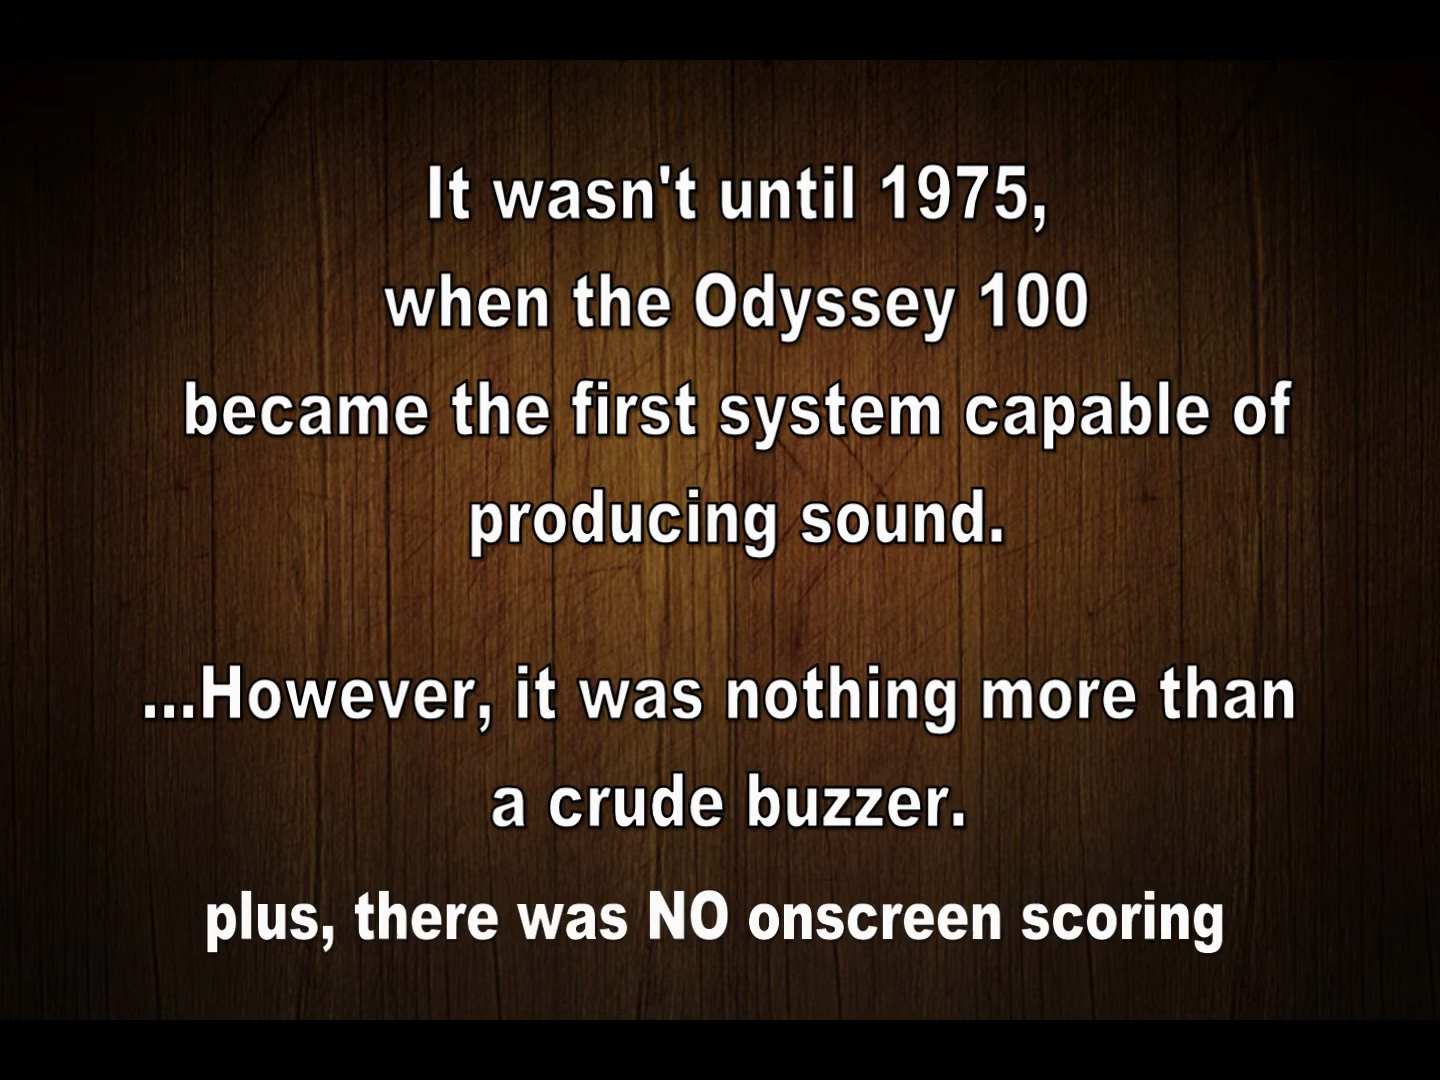 It wasn't until 1975,
when the Odyssey 100
became the first system capable of
producing sound.
...However, it was nothing more than
a crude buzzer.
plus, there was NO onscreen scoring